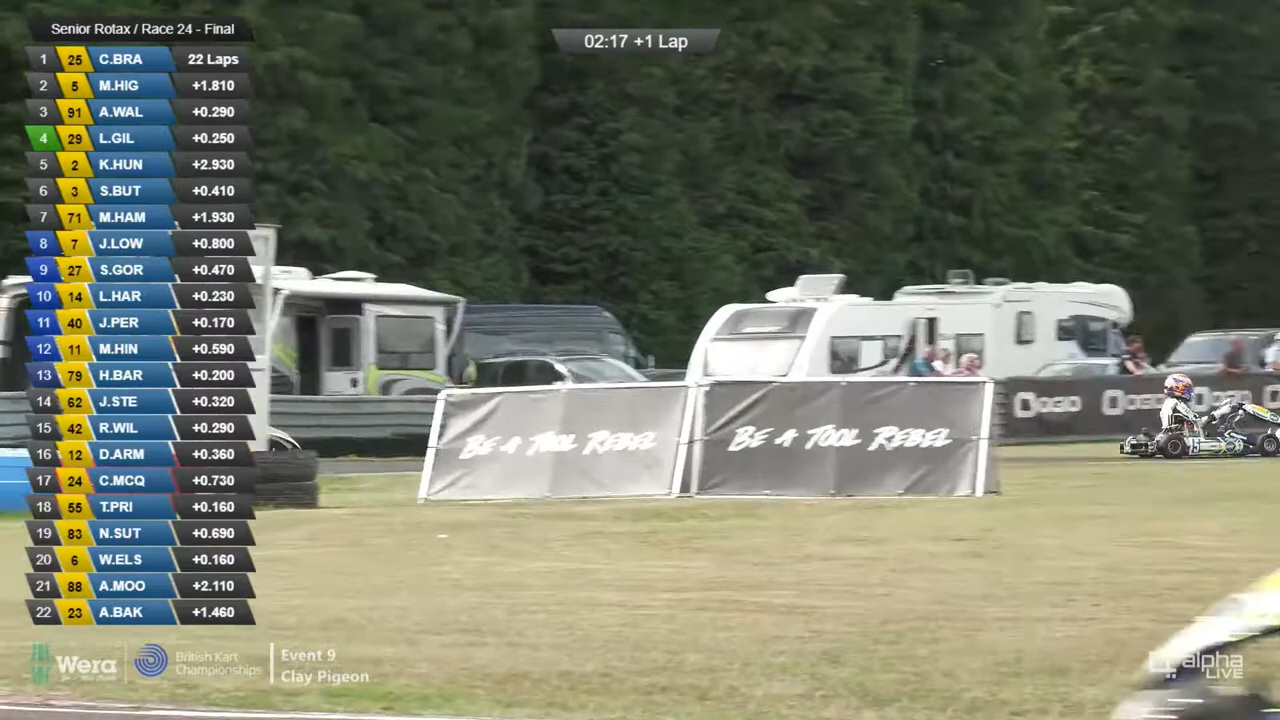 Senior Rotax / Race 24 - Final
02:17 +1 Lap
1 25 C.BRA 22 Laps
2 5 M.HIG +1.810
3 91 A.WAL +0.290
4 29 L.GIL +0.250
5 2 K.HUN +2.930
6 3 S.BUT +0.410
7 71 M.HAM +1.930
8 7 J.LOW +0.800
9 27 S.GOR +0.470
10 14 L.HAR +0.230
11 40 J.PER +0.170
12 11 M.HIN +0.590
13 79 H.BAR +0.200
14 62 J.STE +0.320
15 42 R.WIL +0.290
16 12 D.ARM +0.360
17 24 C.MCQ +0.730
18 55 T.PRI +0.160
19 83 N.SUT +0.690
20 6 W.ELS +0.160
21 88 A.MOO +2.110
22 23 A.BAK +1.460
BE A TOOL REBEL
BE A TOOL REBEL
Wera
British Kart
Championships
Event 9
Clay Pigeon
alpha
LIVE